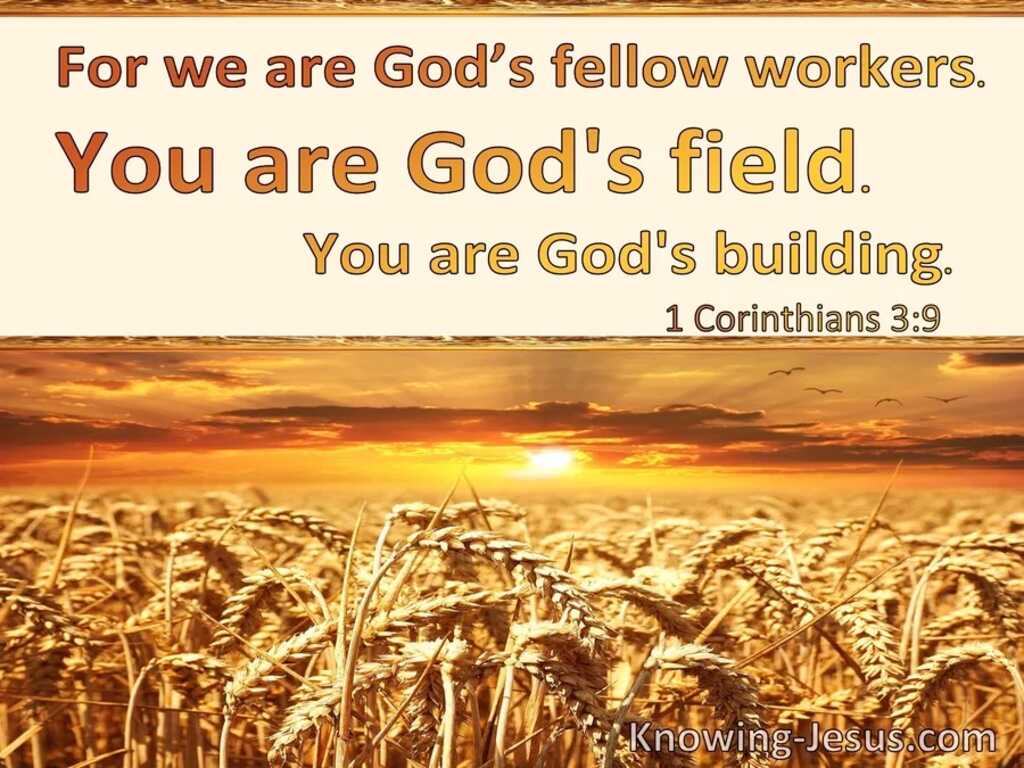 For we are God’s fellow workers.
You are God's field.
You are God's building.
1 Corinthians 3:9
Knowing-Jesus.com